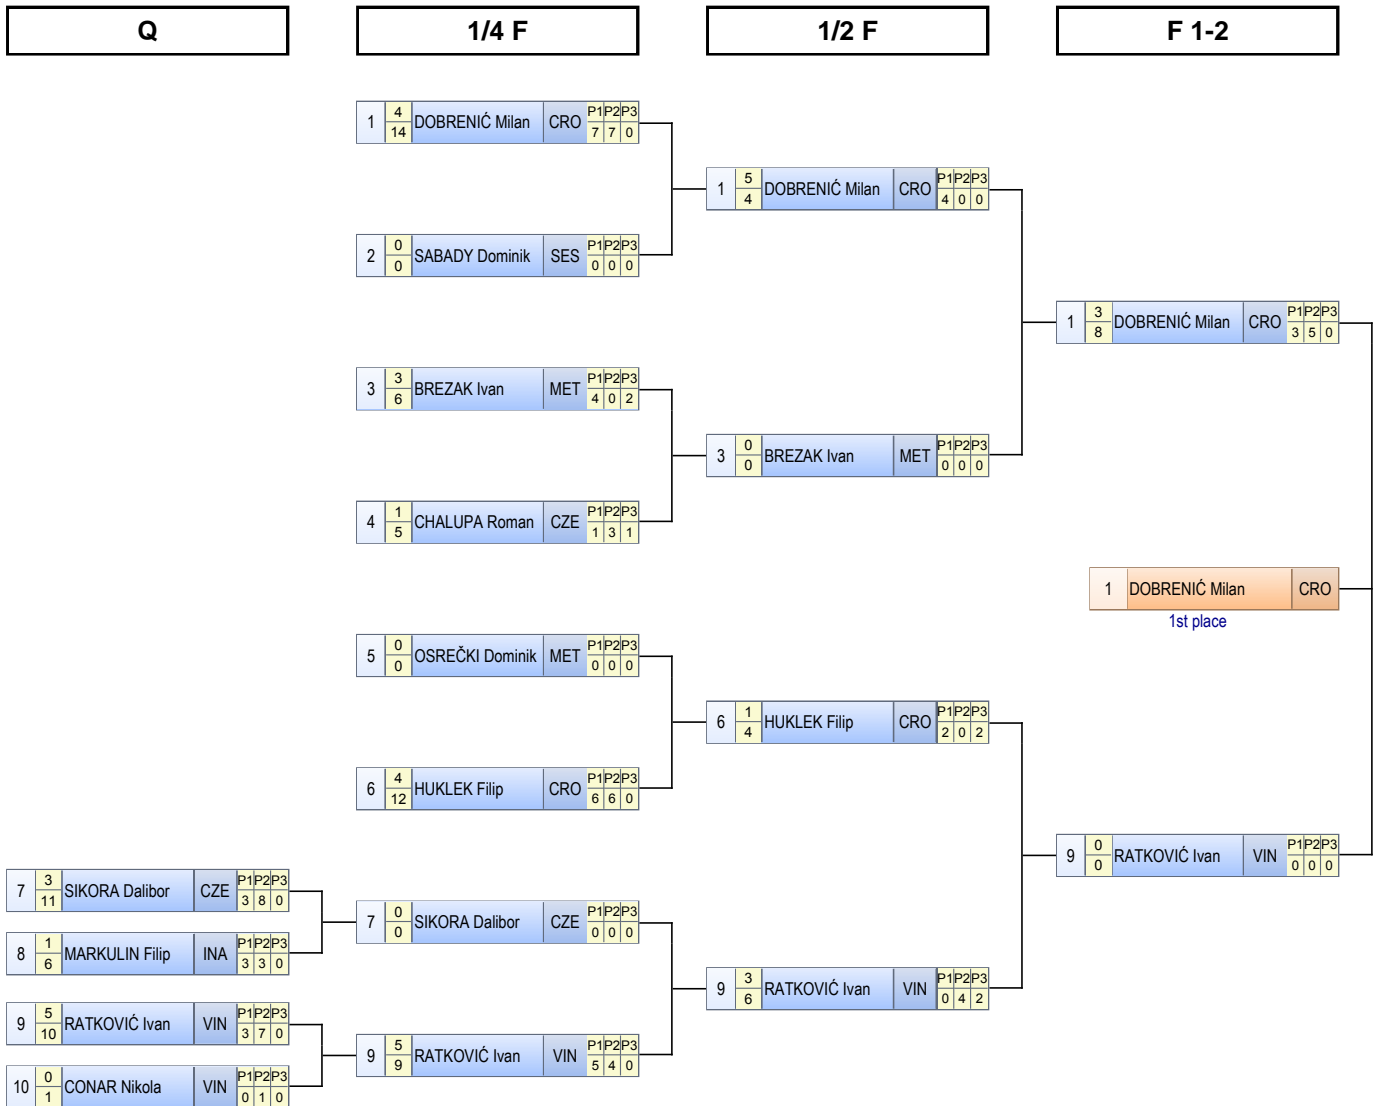 Q 1/4 F 1/2 F F 1-2
1 4 14 DOBRENIĆ Milan CRO P1 P2 P3 7 7 0
1 5 4 DOBRENIĆ Milan CRO P1 P2 P3 4 0 0
2 0 0 SABADY Dominik SES P1 P2 P3 0 0 0
1 3 8 DOBRENIĆ Milan CRO P1 P2 P3 3 5 0
3 3 6 BREZAK Ivan MET P1 P2 P3 4 0 2
3 0 0 BREZAK Ivan MET P1 P2 P3 0 0 0
4 1 5 CHALUPA Roman CZE P1 P2 P3 1 3 1
1 DOBRENIĆ Milan CRO
1st place
5 0 0 OSREČKI Dominik MET P1 P2 P3 0 0 0
6 1 4 HUKLEK Filip CRO P1 P2 P3 2 0 2
6 4 12 HUKLEK Filip CRO P1 P2 P3 6 6 0
9 0 0 RATKOVIĆ Ivan VIN P1 P2 P3 0 0 0
7 3 11 SIKORA Dalibor CZE P1 P2 P3 3 8 0
7 0 0 SIKORA Dalibor CZE P1 P2 P3 0 0 0
8 1 6 MARKULIN Filip INA P1 P2 P3 3 3 0
9 3 6 RATKOVIĆ Ivan VIN P1 P2 P3 0 4 2
9 5 10 RATKOVIĆ Ivan VIN P1 P2 P3 3 7 0
9 5 9 RATKOVIĆ Ivan VIN P1 P2 P3 5 4 0
10 0 1 CONAR Nikola VIN P1 P2 P3 0 1 0